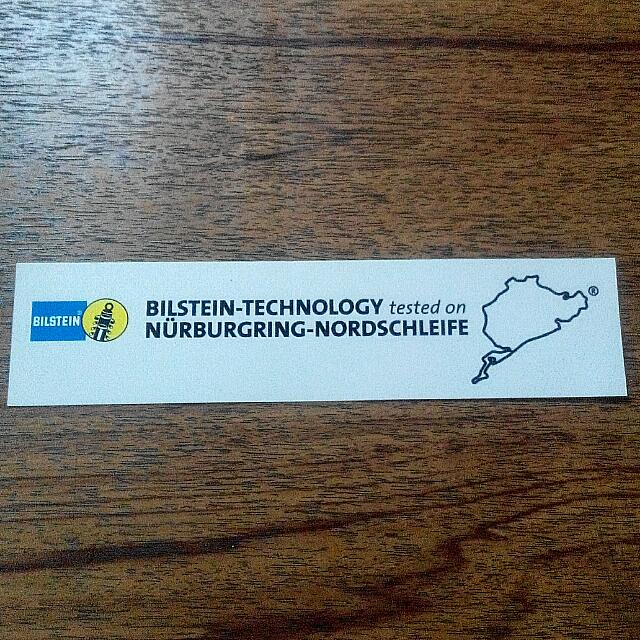 BILSTEIN®
BILSTEIN-TECHNOLOGY tested on
NÜRBURGRING-NORDSCHLEIFE
®